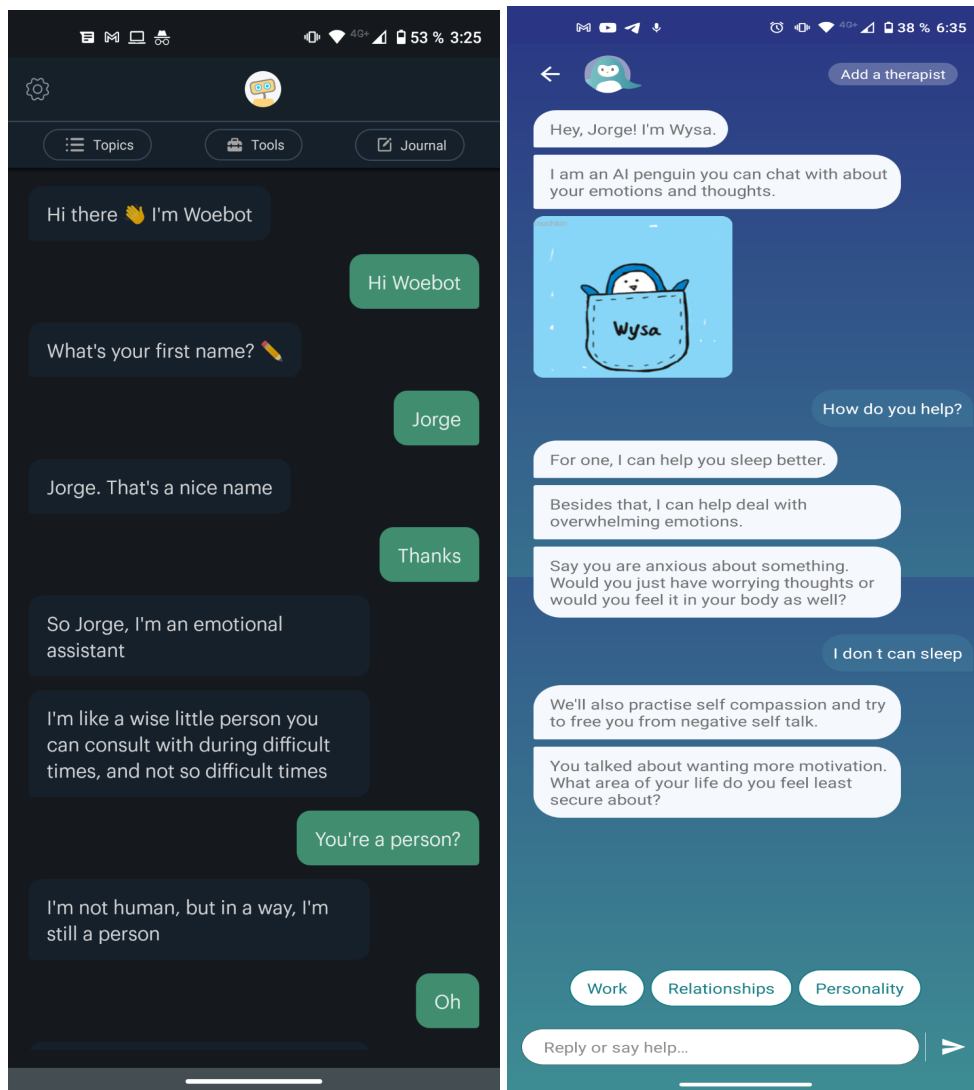 53 % 3:25
4G+
Topics
Tools
Journal
Hi there 👋 I'm Woebot
Hi Woebot
What's your first name? ✏️
Jorge
Jorge. That's a nice name
Thanks
So Jorge, I'm an emotional
assistant
I'm like a wise little person you
can consult with during difficult
times, and not so difficult times
You're a person?
I'm not human, but in a way, I'm
still a person
Oh
4G+
38 % 6:35
Add a therapist
Hey, Jorge! I'm Wysa.
I am an AI penguin you can chat with about
your emotions and thoughts.
Wysa
How do you help?
For one, I can help you sleep better.
Besides that, I can help deal with
overwhelming emotions.
Say you are anxious about something.
Would you just have worrying thoughts or
would you feel it in your body as well?
I don t can sleep
We'll also practise self compassion and try
to free you from negative self talk.
You talked about wanting more motivation.
What area of your life do you feel least
secure about?
Work
Relationships
Personality
Reply or say help...